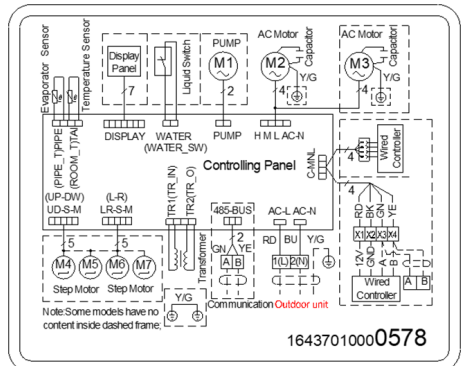 Evaporator Sensor
Temperature Sensor
Display
Panel
7
Liquid Switch
PUMP
M1
2
AC Motor
M2
Capacitor
Y/G
4
AC Motor
M3
Capacitor
Y/G
4
(PIPE_T)PIPE
(ROOM_T)TAI
DISPLAY
WATER
(WATER_SW)
PUMP
H M L AC-N
Controlling Panel
C-MNL
4
Wired
Controller
4
(UP-DW)
UD-S-M
(L-R)
LR-S-M
TR1(TR_IN)
TR2(TR_O)
485-BUS
AC-L AC-N
RD
BK
GN
YE
X1 X2 X3 X4
12V
GND
A
B
A B
Wired
Controller
5
5
M4 M5 M6 M7
Step Motor Step Motor
Transformer
2
GN YE
A B
RD BU Y/G
1(L) 2(N)
Y/G
Communication Outdoor unit
Note:Some models have no
content inside dashed frame;
16437010000578